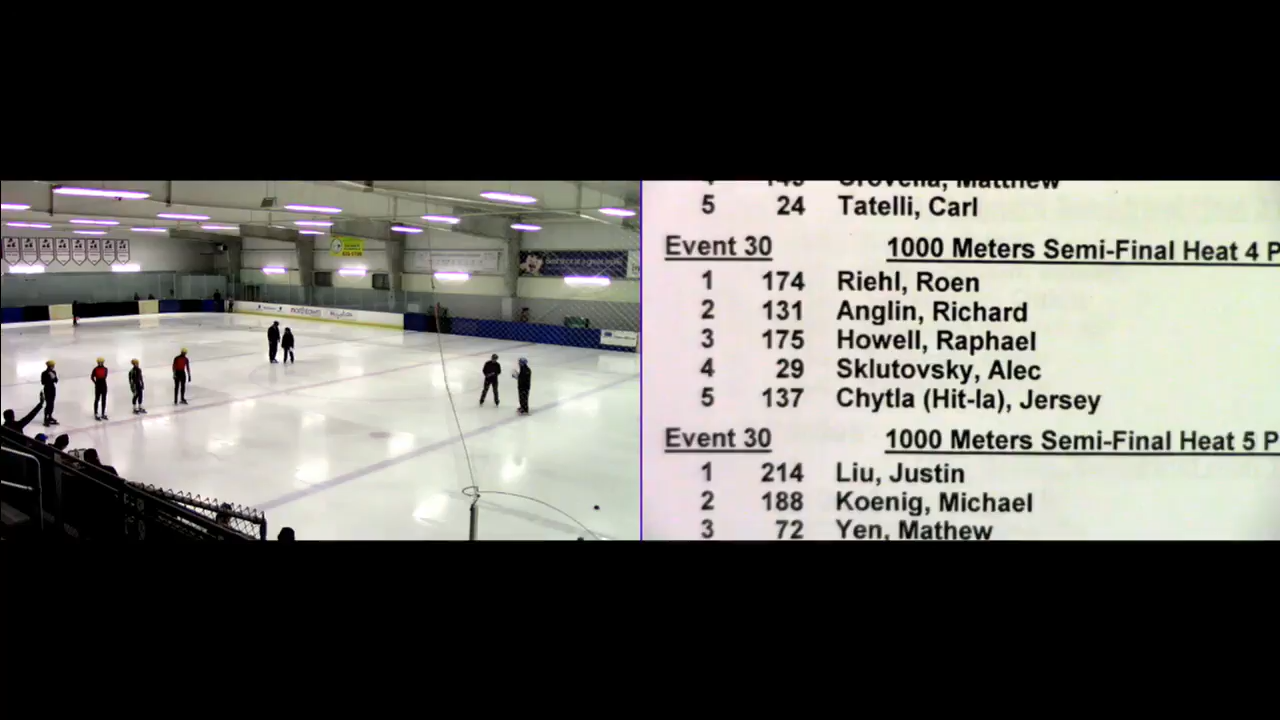 Matthew
5 24 Tatelli, Carl
Event 30 1000 Meters Semi-Final Heat 4 P
1 174 Riehl, Roen
2 131 Anglin, Richard
3 175 Howell, Raphael
4 29 Sklutovsky, Alec
5 137 Chytla (Hit-la), Jersey
Event 30 1000 Meters Semi-Final Heat 5 P
1 214 Liu, Justin
2 188 Koenig, Michael
3 72 Yen, Mathew